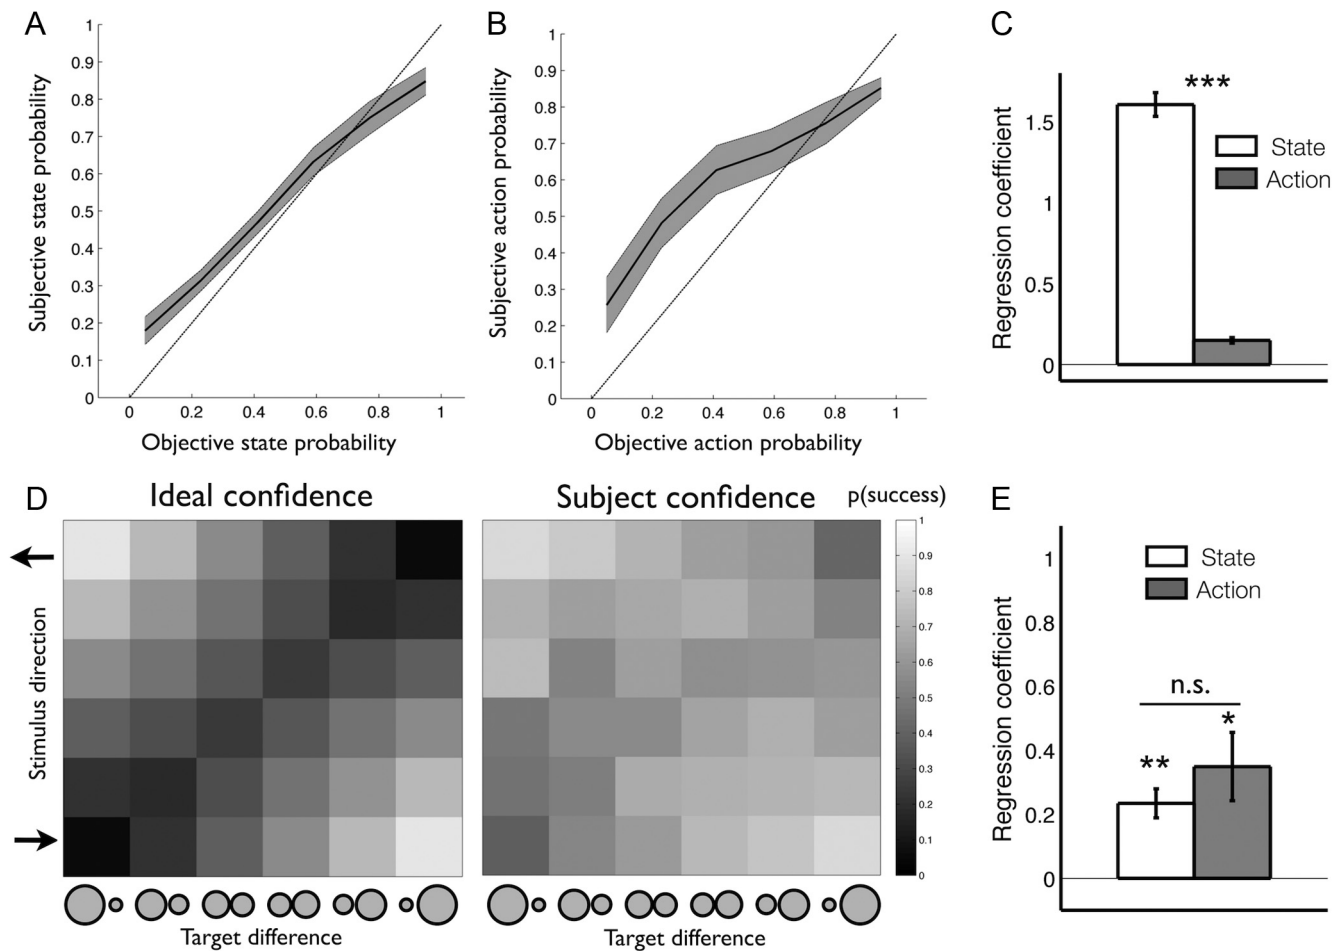 A
1
0.9
0.8
0.7
0.6
0.5
0.4
0.3
0.2
0.1
0
0 0.2 0.4 0.6 0.8 1
Subjective state probability
Objective state probability
B
1
0.9
0.8
0.7
0.6
0.5
0.4
0.3
0.2
0.1
0
0 0.2 0.4 0.6 0.8 1
Subjective action probability
Objective action probability
C
***
1.5
1
0.5
0
Regression coefficient
State
Action
D
Ideal confidence
Subject confidence
p(success)
1
0.9
0.8
0.7
0.6
0.5
0.4
0.3
0.2
0.1
0
Stimulus direction
Target difference
Target difference
E
1
0.8
0.6
0.4
0.2
0
Regression coefficient
State
Action
n.s.
*
**